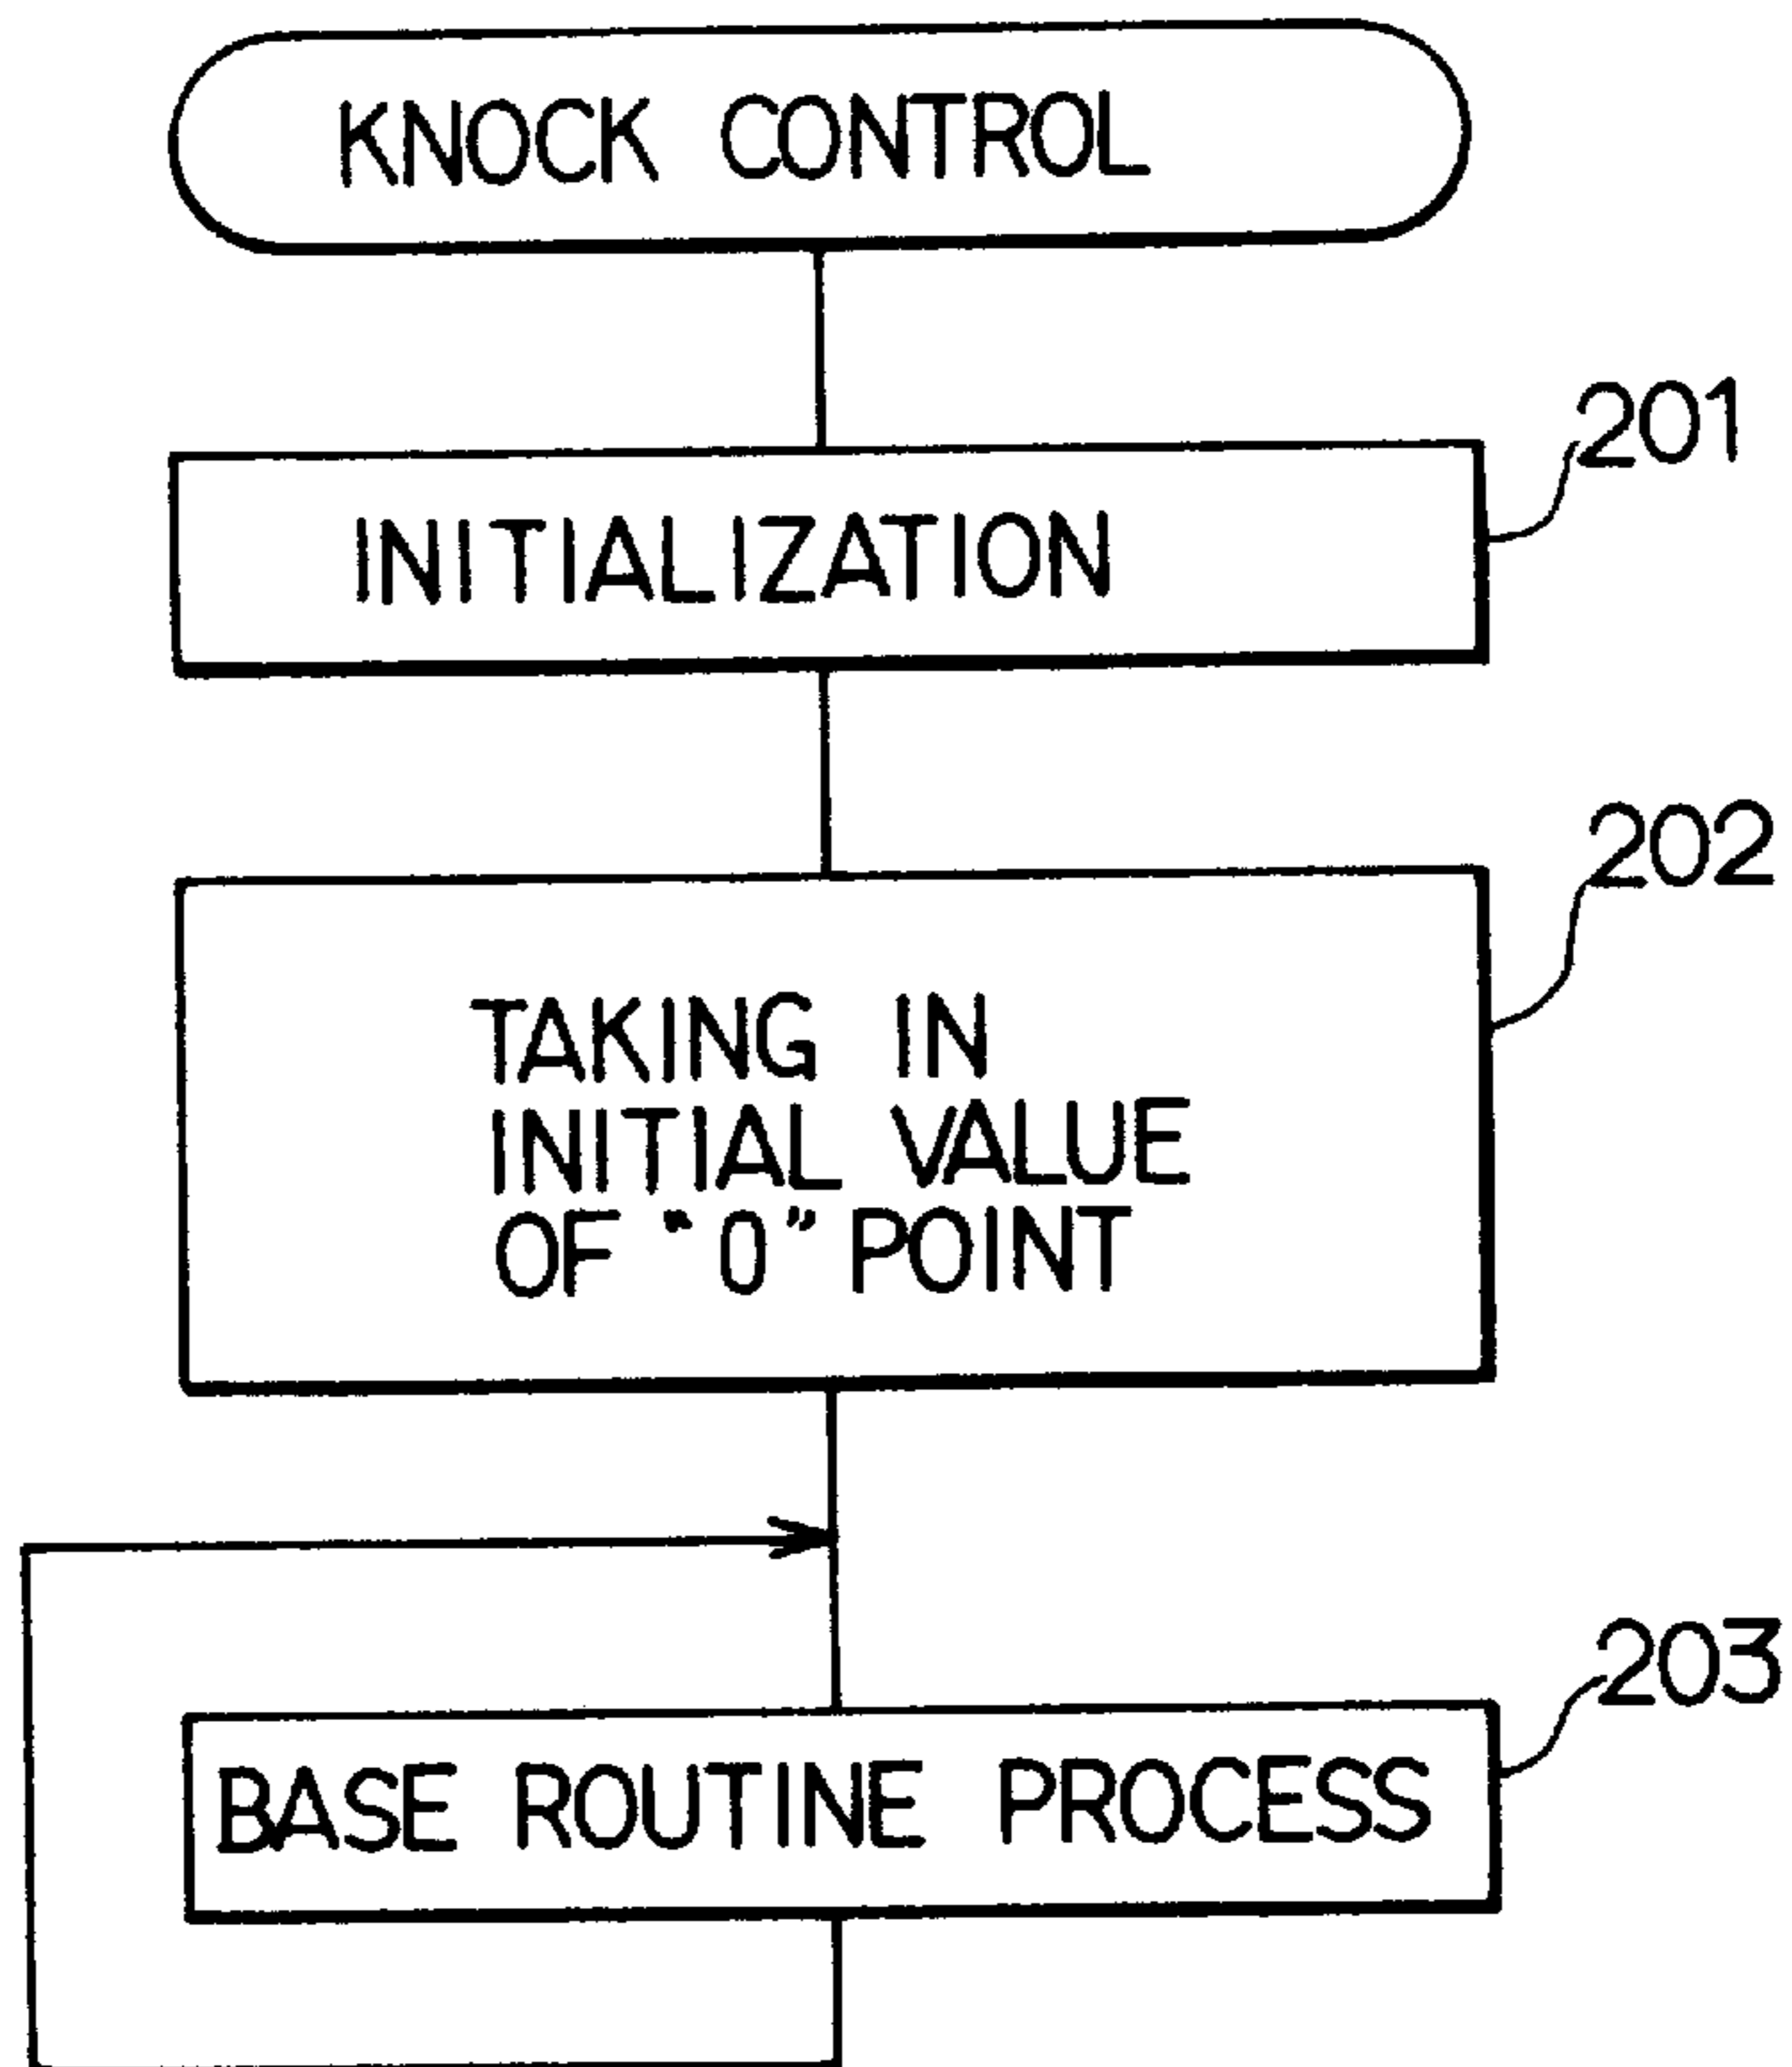 KNOCK CONTROL
201
INITIALIZATION
202
TAKING IN
INITIAL VALUE
OF "0" POINT
203
BASE ROUTINE PROCESS